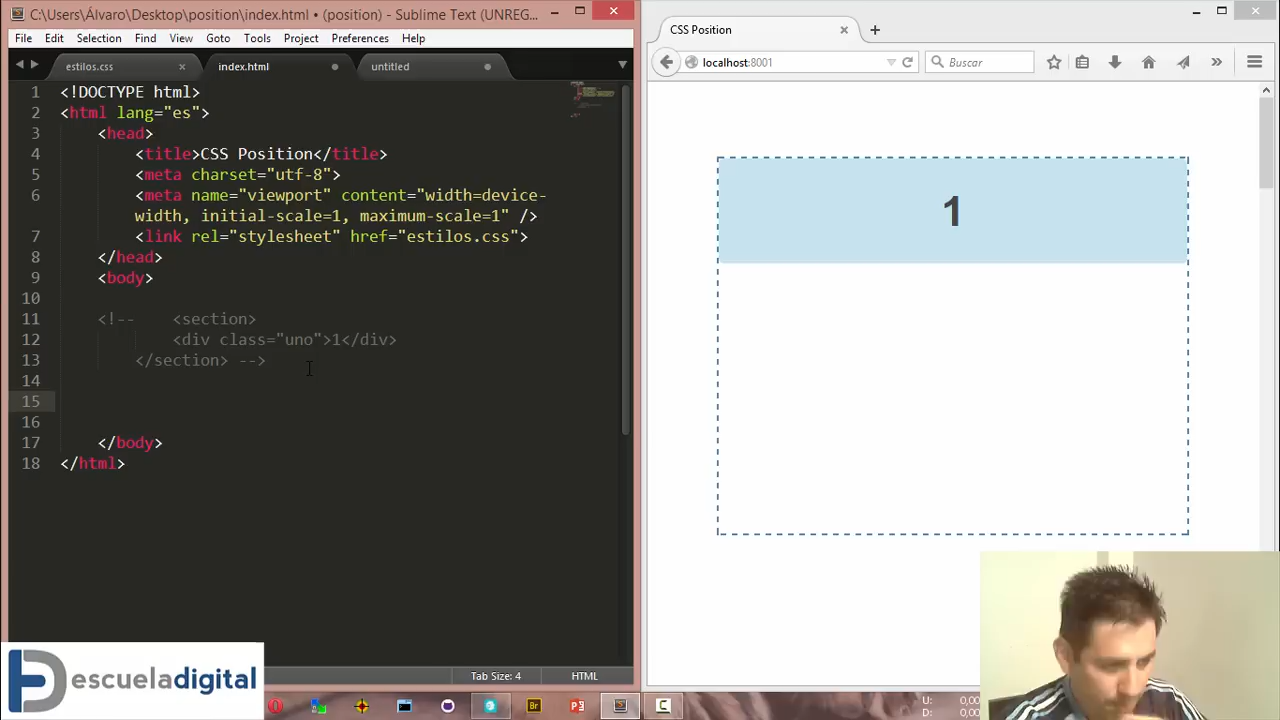 C:\Users\Álvaro\Desktop\position\index.html • (position) - Sublime Text (UNREG...
File Edit Selection Find View Goto Tools Project Preferences Help
estilos.css
index.html
untitled
1 <!DOCTYPE html>
2 <html lang="es">
3 <head>
4 <title>CSS Position</title>
5 <meta charset="utf-8">
6 <meta name="viewport" content="width=device-
width, initial-scale=1, maximum-scale=1" />
7 <link rel="stylesheet" href="estilos.css">
8 </head>
9 <body>
10
11 <!-- <section>
12 <div class="uno">1</div>
13 </section> -->
14
15
16
17 </body>
18 </html>
Tab Size: 4 HTML
CSS Position
localhost:8001
Buscar
1
escueladigital
Br
U: 0,00
D: 0,00